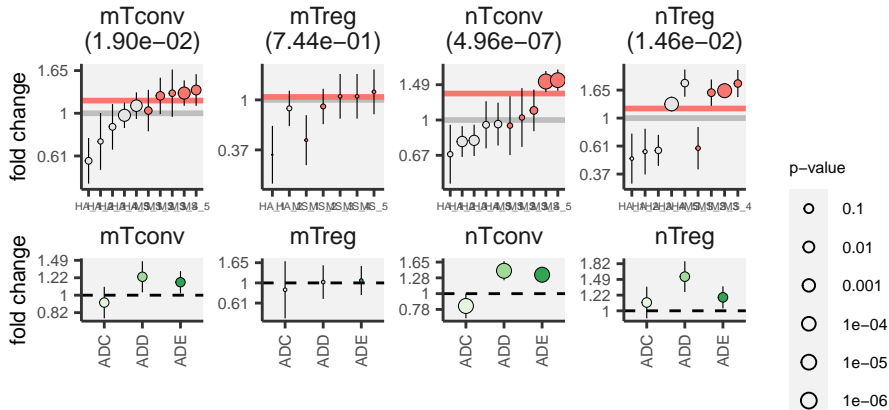 mTconv
(1.90e−02)
mTreg
(7.44e−01)
nTconv
(4.96e−07)
nTreg
(1.46e−02)
fold change
1.65
1
0.61
1
0.37
1.49
1
0.67
1.65
1
0.61
0.37
p−value
0.1
0.01
0.001
1e−04
1e−05
1e−06
mTconv
mTreg
nTconv
nTreg
fold change
1.49
1.22
1
0.82
1.65
1
0.61
1.65
1.28
1
0.78
1.82
1.49
1.22
1
ADC
ADD
ADE
ADC
ADD
ADE
ADC
ADD
ADE
ADC
ADD
ADE